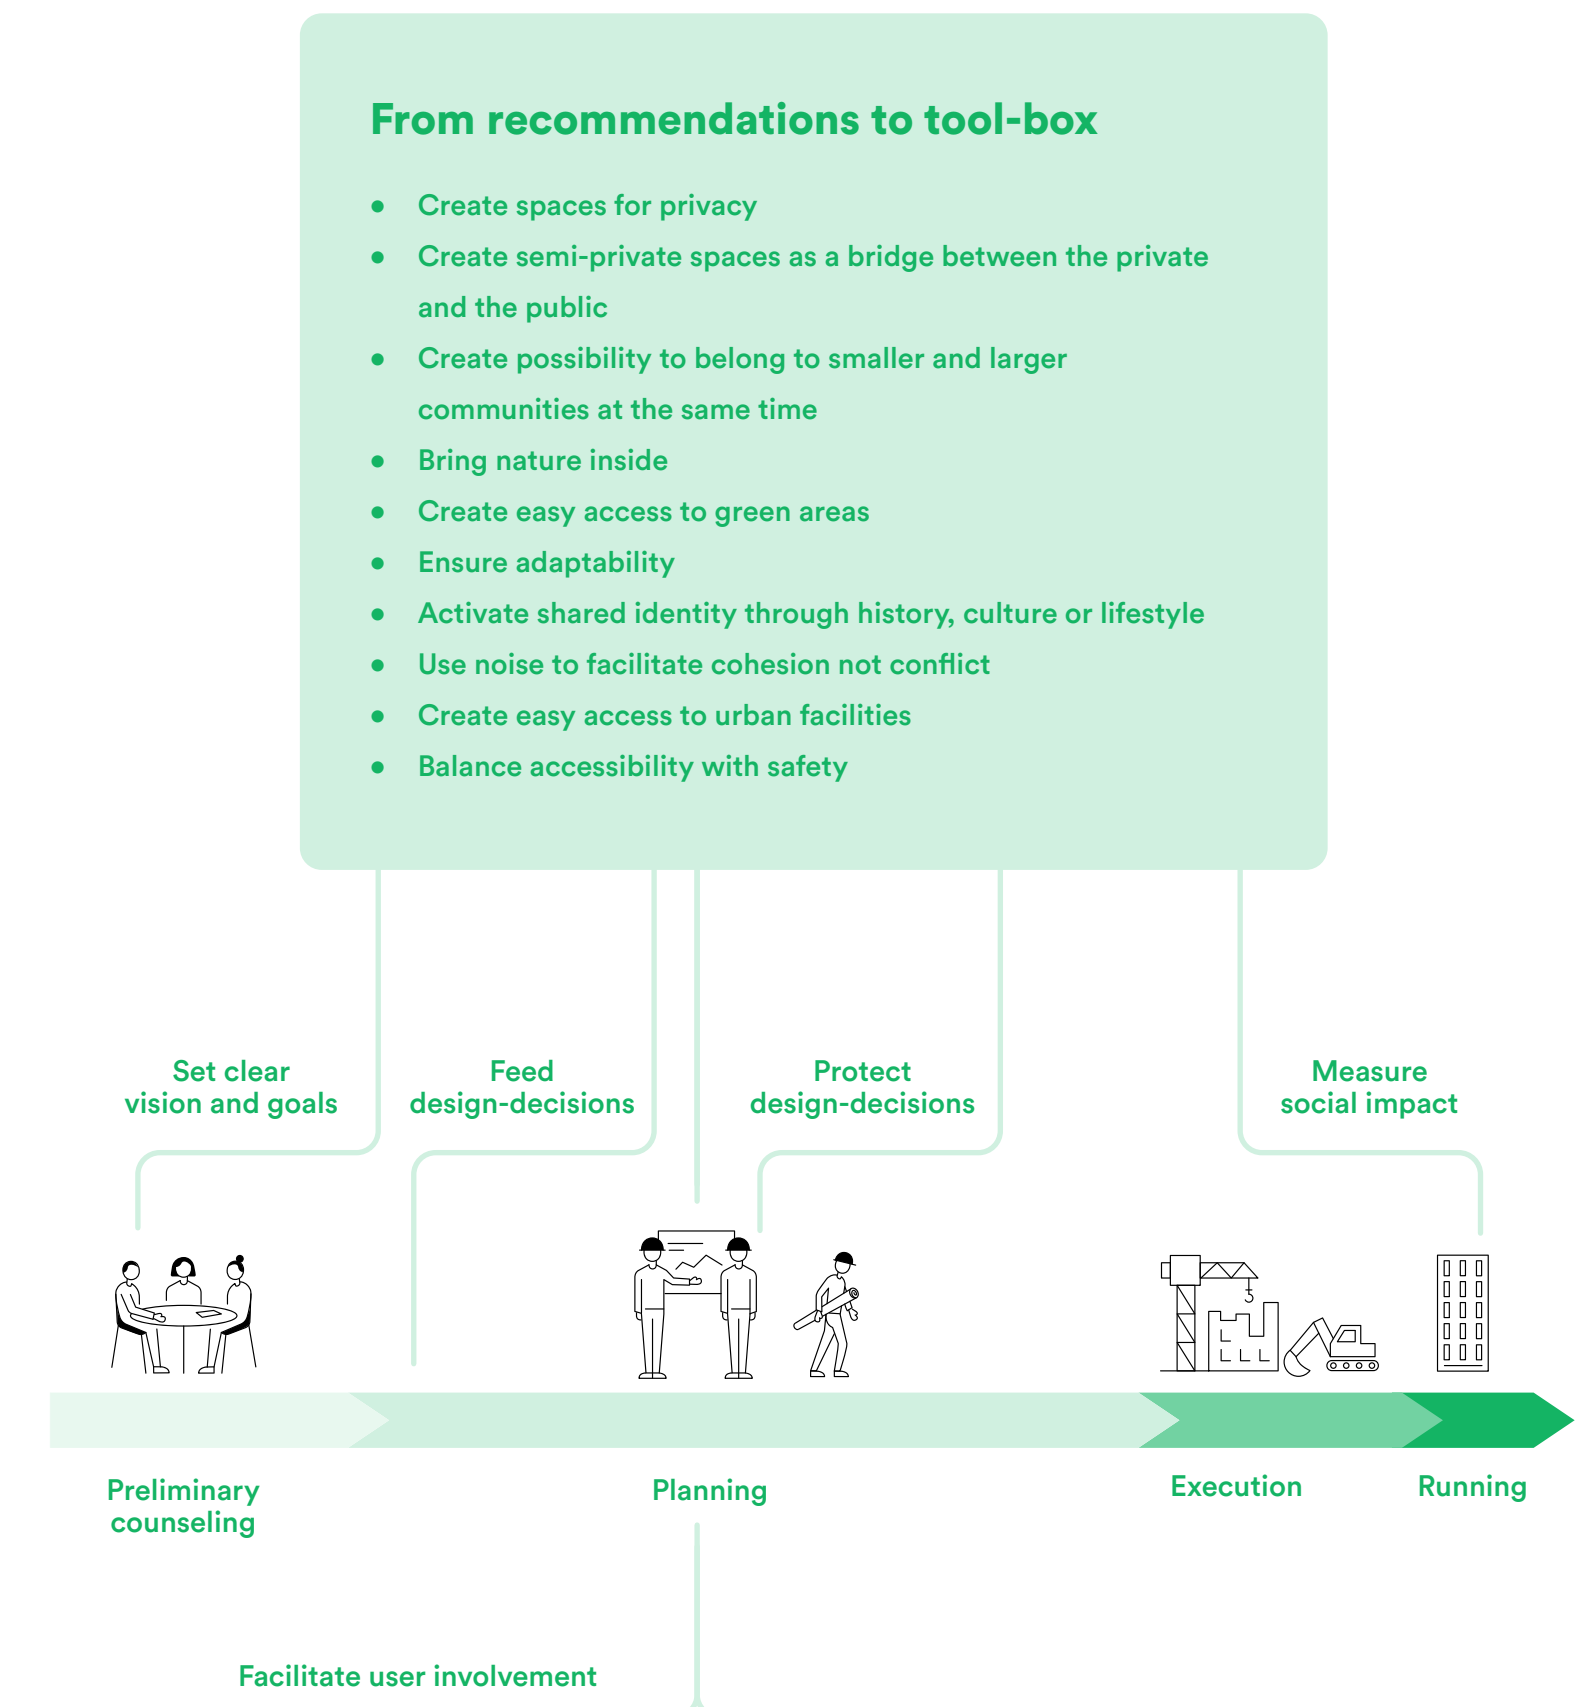 From recommendations to tool-box
● Create spaces for privacy
● Create semi-private spaces as a bridge between the private
and the public
● Create possibility to belong to smaller and larger
communities at the same time
● Bring nature inside
● Create easy access to green areas
● Ensure adaptability
● Activate shared identity through history, culture or lifestyle
● Use noise to facilitate cohesion not conflict
● Create easy access to urban facilities
● Balance accessibility with safety
Set clear
vision and goals
Feed
design-decisions
Protect
design-decisions
Measure
social impact
Preliminary
counseling
Planning
Execution
Running
Facilitate user involvement